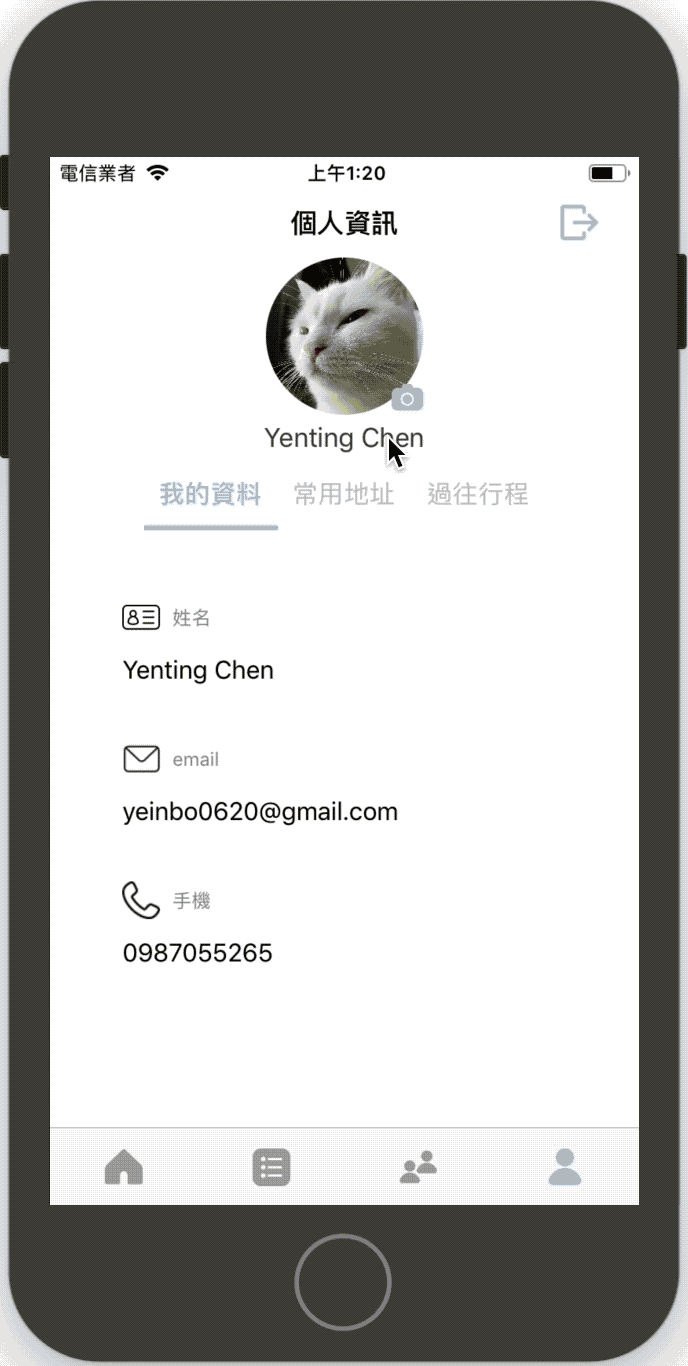 電信業者 上午1:20
個人資訊
Yenting Chen
我的資料 常用地址 過往行程
姓名
Yenting Chen
email
yeinbo0620@gmail.com
手機
0987055265